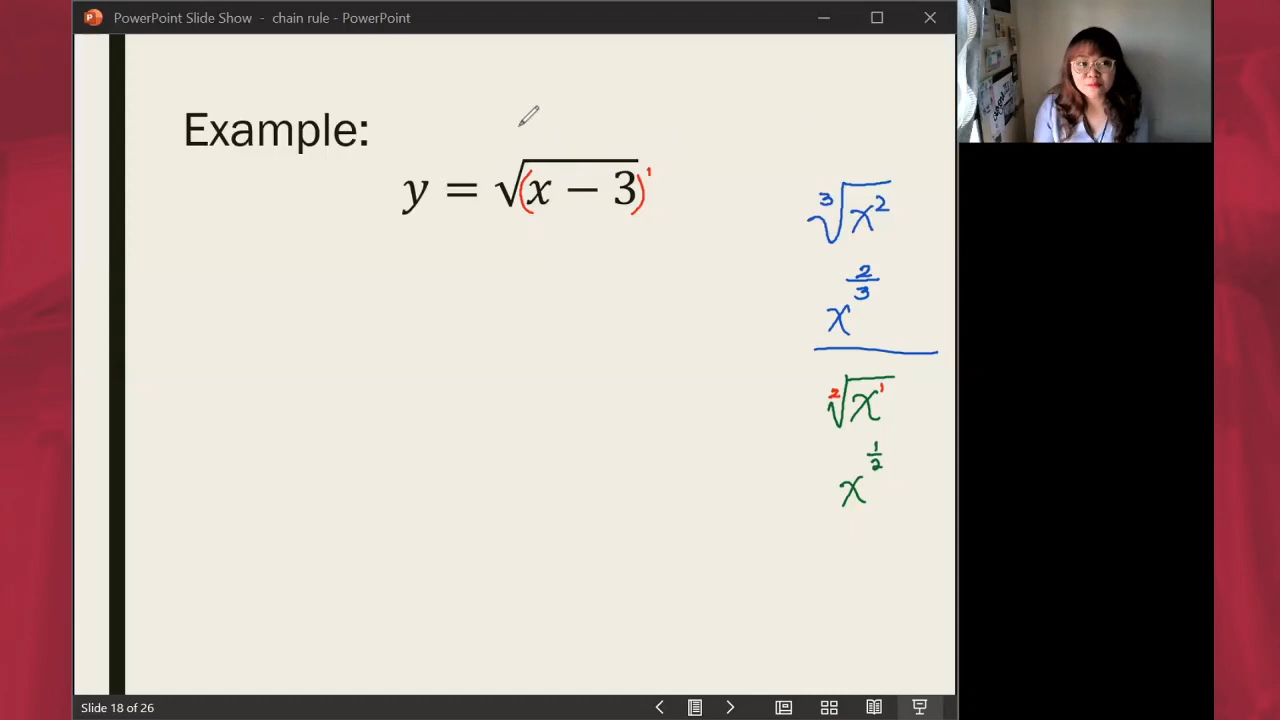 PowerPoint Slide Show - chain rule - PowerPoint
Example:
y = √(x − 3)¹
³√x²
x^(2/3)
²√x¹
x^(1/2)
Slide 18 of 26